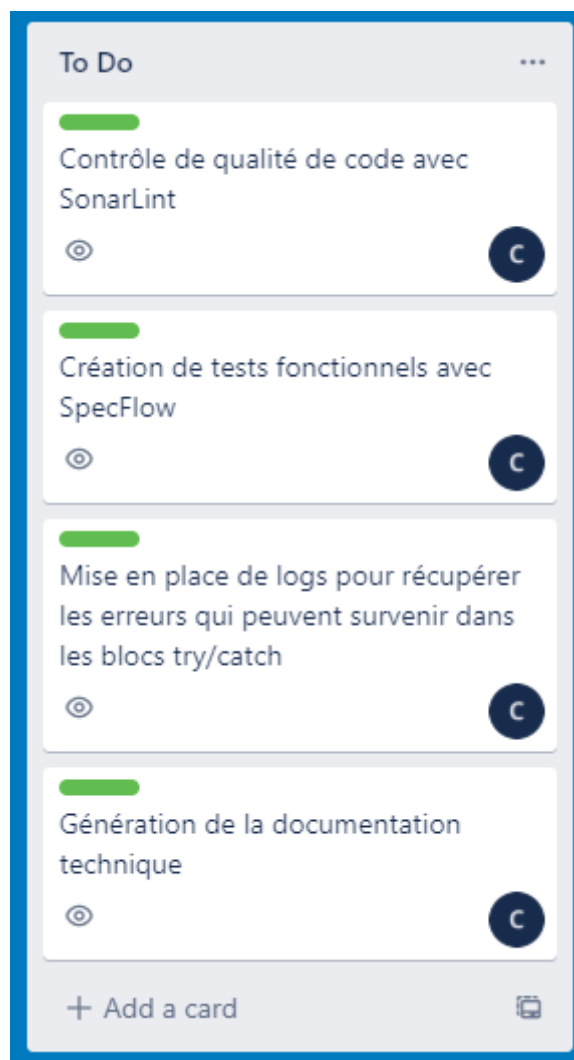 To Do
Contrôle de qualité de code avec
SonarLint
C
Création de tests fonctionnels avec
SpecFlow
C
Mise en place de logs pour récupérer
les erreurs qui peuvent survenir dans
les blocs try/catch
C
Génération de la documentation
technique
C
+ Add a card